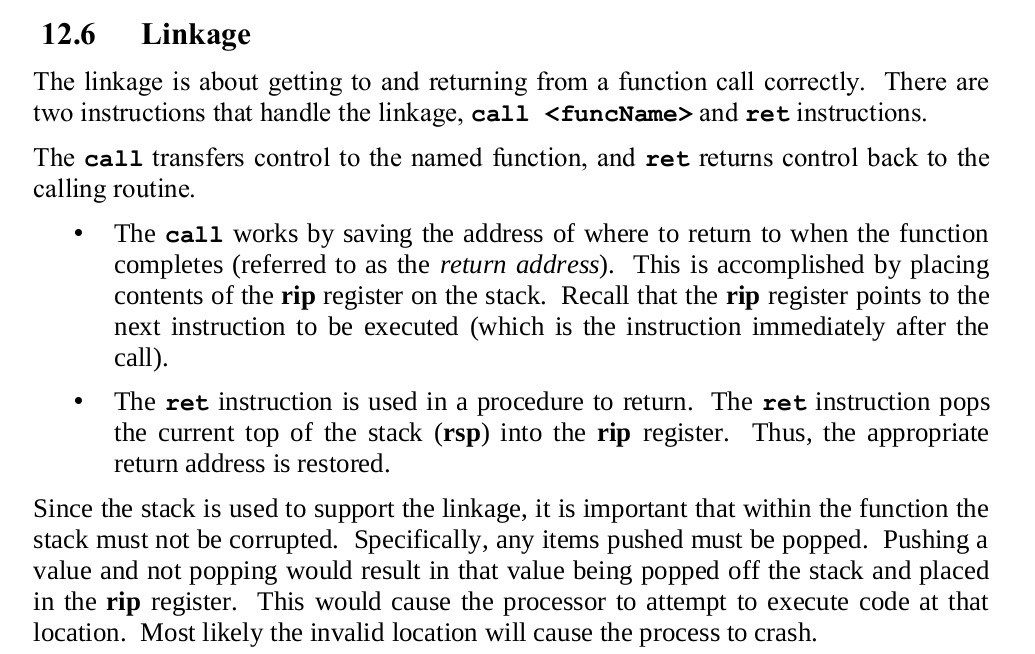 12.6 Linkage
The linkage is about getting to and returning from a function call correctly. There are
two instructions that handle the linkage, call <funcName> and ret instructions.
The call transfers control to the named function, and ret returns control back to the
calling routine.
• The call works by saving the address of where to return to when the function
completes (referred to as the return address). This is accomplished by placing
contents of the rip register on the stack. Recall that the rip register points to the
next instruction to be executed (which is the instruction immediately after the
call).
• The ret instruction is used in a procedure to return. The ret instruction pops
the current top of the stack (rsp) into the rip register. Thus, the appropriate
return address is restored.
Since the stack is used to support the linkage, it is important that within the function the
stack must not be corrupted. Specifically, any items pushed must be popped. Pushing a
value and not popping would result in that value being popped off the stack and placed
in the rip register. This would cause the processor to attempt to execute code at that
location. Most likely the invalid location will cause the process to crash.